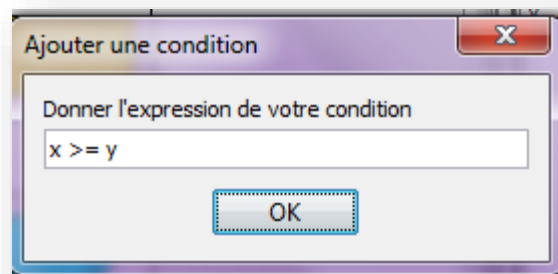 Ajouter une condition
Donner l'expression de votre condition
x >= y
OK